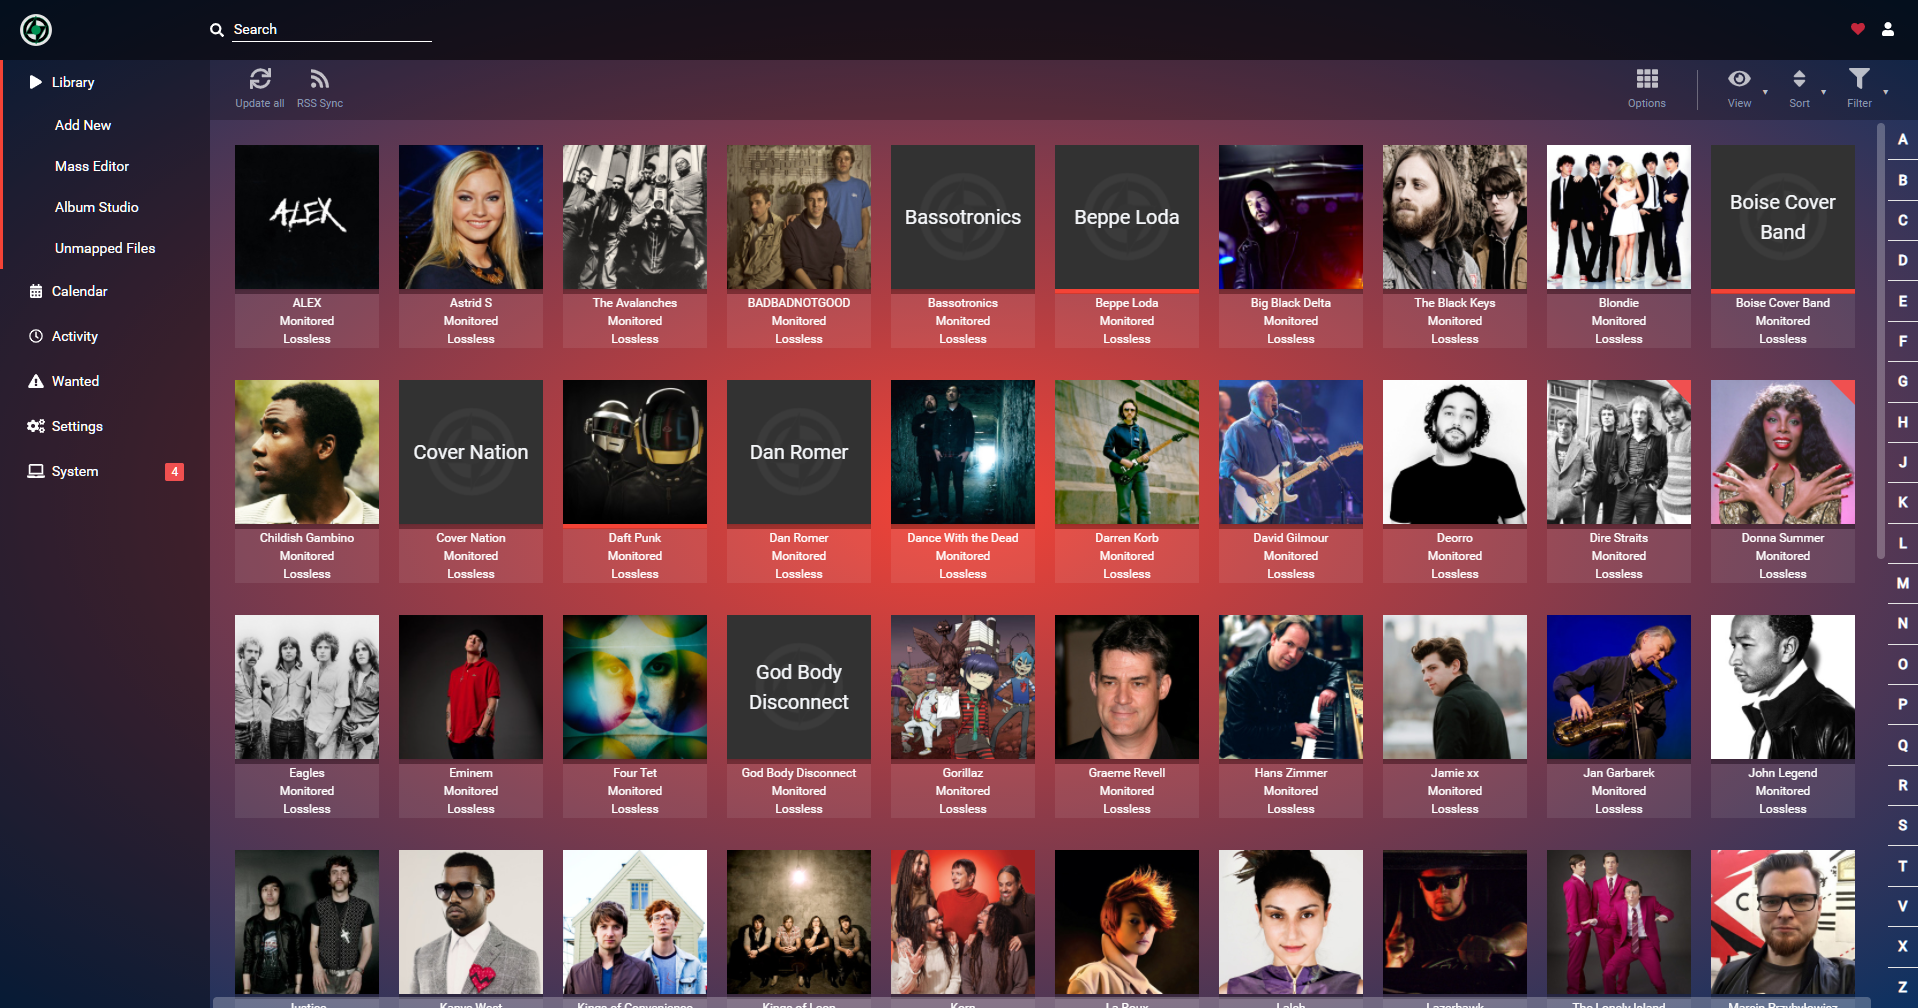 Search
Library
Add New
Mass Editor
Album Studio
Unmapped Files
Calendar
Activity
Wanted
Settings
System
4
Update all
RSS Sync
Options
View
Sort
Filter
ALEX
Bassotronics
Beppe Loda
Boise Cover
Band
ALEX
Monitored
Lossless
Astrid S
Monitored
Lossless
The Avalanches
Monitored
Lossless
BADBADNOTGOOD
Monitored
Lossless
Bassotronics
Monitored
Lossless
Beppe Loda
Monitored
Lossless
Big Black Delta
Monitored
Lossless
The Black Keys
Monitored
Lossless
Blondie
Monitored
Lossless
Boise Cover Band
Monitored
Lossless
Cover Nation
Dan Romer
Childish Gambino
Monitored
Lossless
Cover Nation
Monitored
Lossless
Daft Punk
Monitored
Lossless
Dan Romer
Monitored
Lossless
Dance With the Dead
Monitored
Lossless
Darren Korb
Monitored
Lossless
David Gilmour
Monitored
Lossless
Deorro
Monitored
Lossless
Dire Straits
Monitored
Lossless
Donna Summer
Monitored
Lossless
God Body
Disconnect
Eagles
Monitored
Lossless
Eminem
Monitored
Lossless
Four Tet
Monitored
Lossless
God Body Disconnect
Monitored
Lossless
Gorillaz
Monitored
Lossless
Graeme Revell
Monitored
Lossless
Hans Zimmer
Monitored
Lossless
Jamie xx
Monitored
Lossless
Jan Garbarek
Monitored
Lossless
John Legend
Monitored
Lossless
Justice
Kanye West
Kings of Convenience
Kings of Leon
Korn
La Roux
Laleh
Lazerhawk
The Lonely Island
Marcin Przybyłowicz
A
B
C
D
E
F
G
H
J
K
L
M
N
O
P
Q
R
S
T
V
X
Z